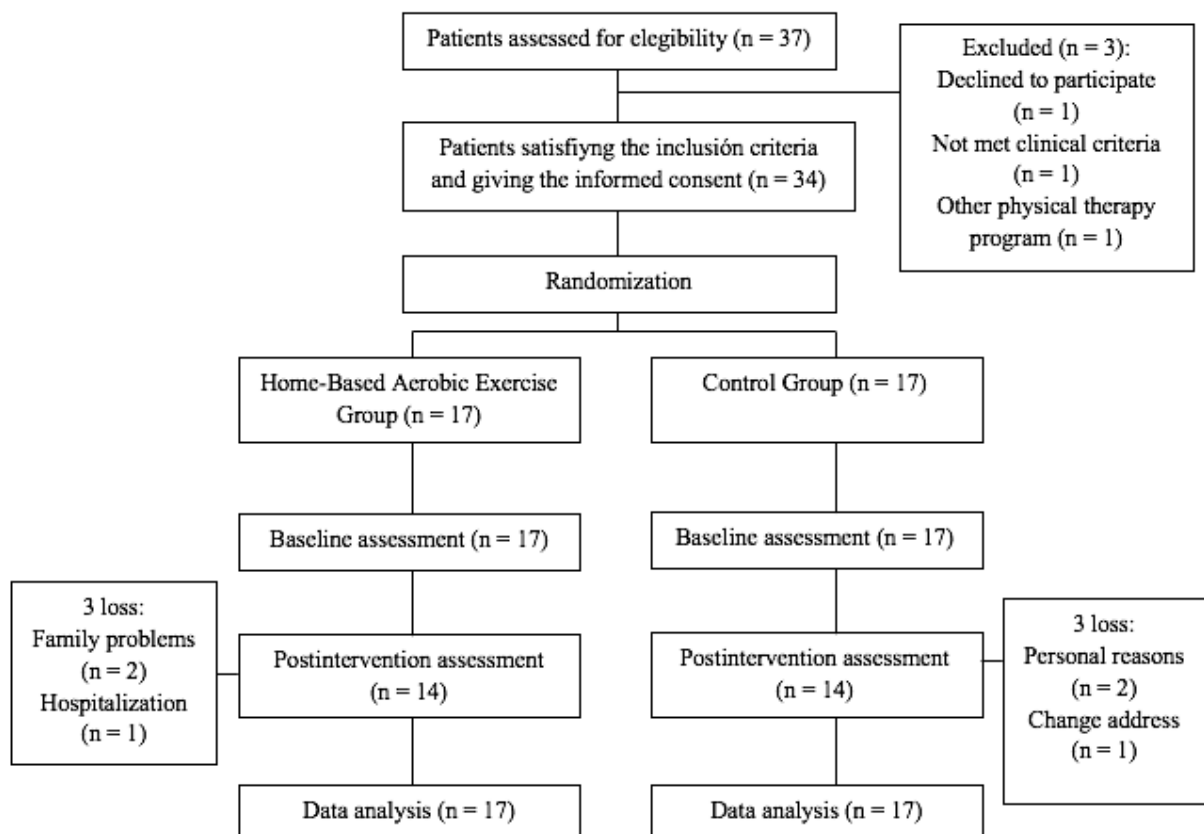 Patients assessed for elegibility (n = 37)
Excluded (n = 3):
Declined to participate
(n = 1)
Not met clinical criteria
(n = 1)
Other physical therapy
program (n = 1)
Patients satisfiyng the inclusión criteria
and giving the informed consent (n = 34)
Randomization
Home-Based Aerobic Exercise
Group (n = 17)
Control Group (n = 17)
Baseline assessment (n = 17)
Baseline assessment (n = 17)
3 loss:
Family problems
(n = 2)
Hospitalization
(n = 1)
Postintervention assessment
(n = 14)
Postintervention assessment
(n = 14)
3 loss:
Personal reasons
(n = 2)
Change address
(n = 1)
Data analysis (n = 17)
Data analysis (n = 17)